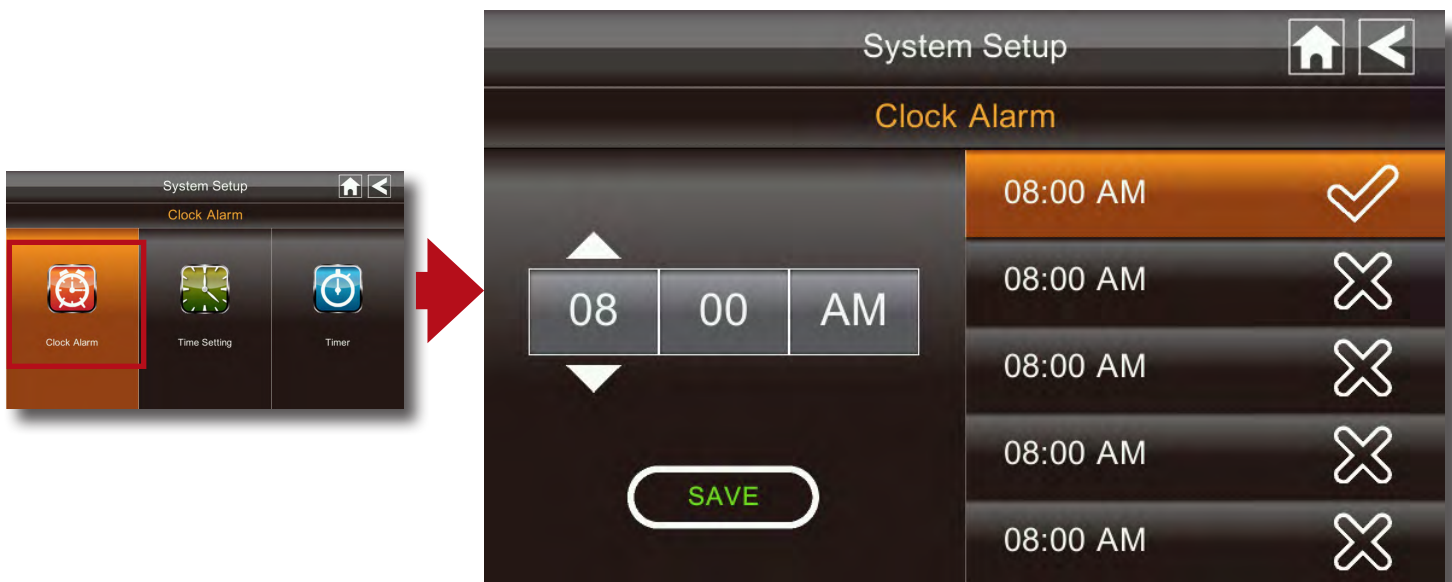 System Setup
Clock Alarm
Clock Alarm
Time Setting
Timer
System Setup
Clock Alarm
08 00 AM
SAVE
08:00 AM
08:00 AM
08:00 AM
08:00 AM
08:00 AM